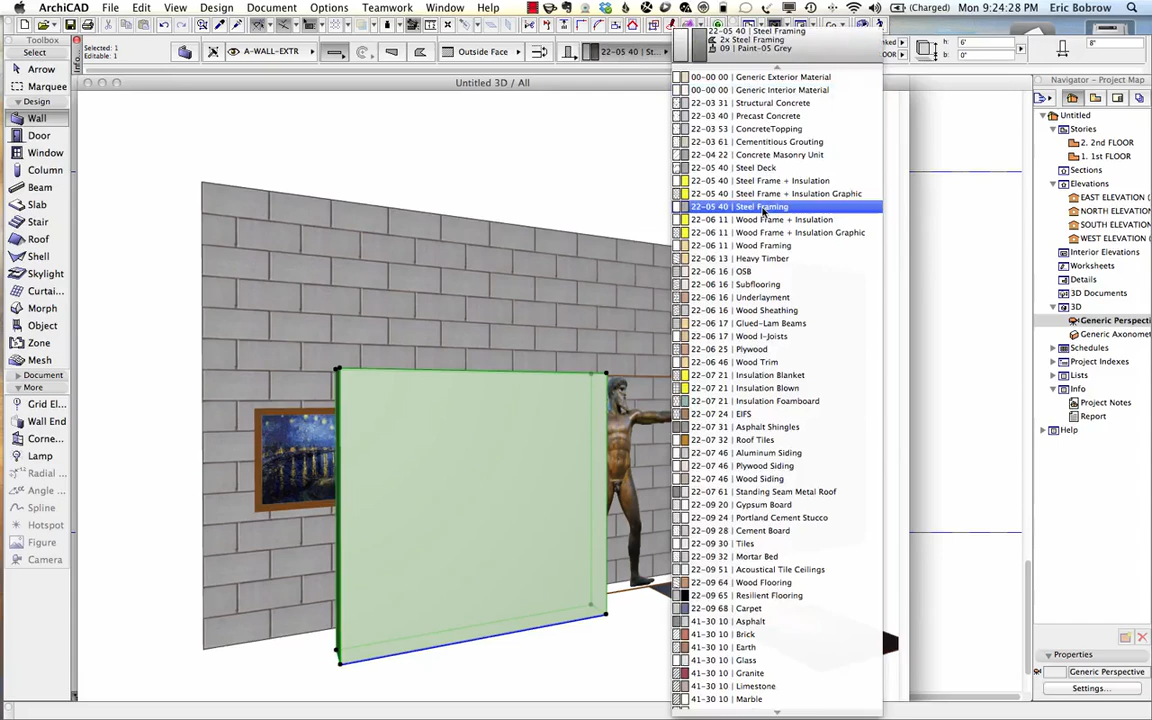 ArchiCAD File Edit View Design Document Options Teamwork Window Help (Charged) Mon 9:24:28 PM Eric Bobrow
Toolbox
Select
Arrow
Marquee
Design
Wall
Door
Window
Column
Beam
Slab
Stair
Roof
Shell
Skylight
Curtai...
Morph
Object
Zone
Mesh
Document
More
Grid El...
Wall End
Corne...
Lamp
Radial ...
Angle ...
Spline
Hotspot
Figure
Camera
Selected: 1
Editable: 1
A-WALL-EXTR
Outside Face
22-05 40 | St...
Untitled 3D / All
22-05 40 | Steel Framing
2x Steel Framing
09 | Paint-05 Grey
00-00 00 | Generic Exterior Material
00-00 00 | Generic Interior Material
22-03 31 | Structural Concrete
22-03 40 | Precast Concrete
22-03 53 | ConcreteTopping
22-03 61 | Cementitious Grouting
22-04 22 | Concrete Masonry Unit
22-05 40 | Steel Deck
22-05 40 | Steel Frame + Insulation
22-05 40 | Steel Frame + Insulation Graphic
22-05 40 | Steel Framing
22-06 11 | Wood Frame + Insulation
22-06 11 | Wood Frame + Insulation Graphic
22-06 11 | Wood Framing
22-06 13 | Heavy Timber
22-06 16 | OSB
22-06 16 | Subflooring
22-06 16 | Underlayment
22-06 16 | Wood Sheathing
22-06 17 | Glued-Lam Beams
22-06 17 | Wood I-Joists
22-06 25 | Plywood
22-06 46 | Wood Trim
22-07 21 | Insulation Blanket
22-07 21 | Insulation Blown
22-07 21 | Insulation Foamboard
22-07 24 | EIFS
22-07 31 | Asphalt Shingles
22-07 32 | Roof Tiles
22-07 46 | Aluminum Siding
22-07 46 | Plywood Siding
22-07 46 | Wood Siding
22-07 61 | Standing Seam Metal Roof
22-09 20 | Gypsum Board
22-09 24 | Portland Cement Stucco
22-09 28 | Cement Board
22-09 30 | Tiles
22-09 32 | Mortar Bed
22-09 51 | Acoustical Tile Ceilings
22-09 64 | Wood Flooring
22-09 65 | Resilient Flooring
22-09 68 | Carpet
41-30 10 | Asphalt
41-30 10 | Brick
41-30 10 | Earth
41-30 10 | Glass
41-30 10 | Granite
41-30 10 | Limestone
41-30 10 | Marble
h: 6'
b: 0"
8"
Navigator - Project Map
Untitled
Stories
2. 2nd FLOOR
1. 1st FLOOR
Sections
Elevations
EAST ELEVATION
NORTH ELEVATION
SOUTH ELEVATION
WEST ELEVATION
Interior Elevations
Worksheets
Details
3D Documents
3D
Generic Perspecti
Generic Axonomet
Schedules
Project Indexes
Lists
Info
Project Notes
Report
Help
Properties
Generic Perspective
Settings...